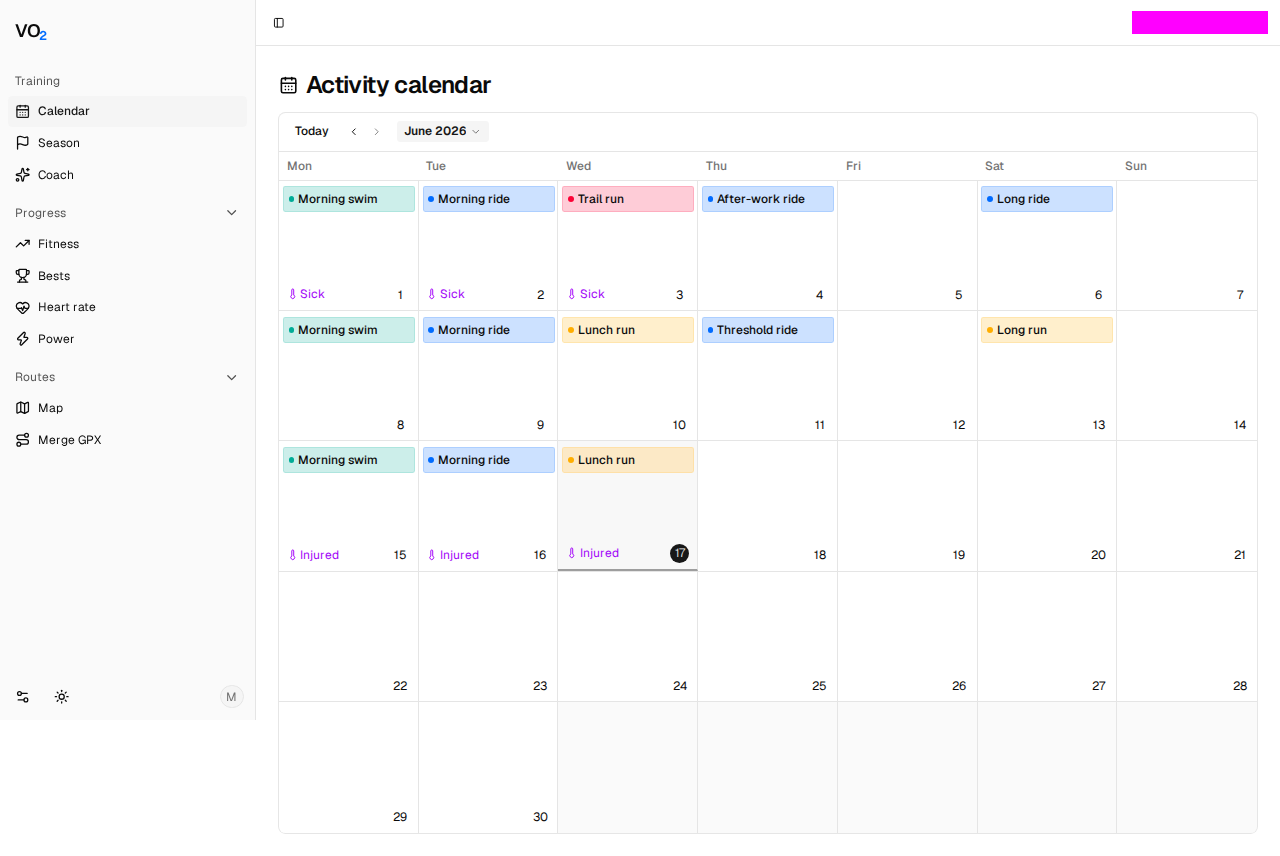 VO2
Training
Calendar
Season
Coach
Progress
Fitness
Bests
Heart rate
Power
Routes
Map
Merge GPX
M
Activity calendar
Today June 2026
Mon Tue Wed Thu Fri Sat Sun
Morning swim Morning ride Trail run After-work ride Long ride
Sick 1 Sick 2 Sick 3 4 5 6 7
Morning swim Morning ride Lunch run Threshold ride Long run
8 9 10 11 12 13 14
Morning swim Morning ride Lunch run
Injured 15 Injured 16 Injured 17 18 19 20 21
22 23 24 25 26 27 28
29 30